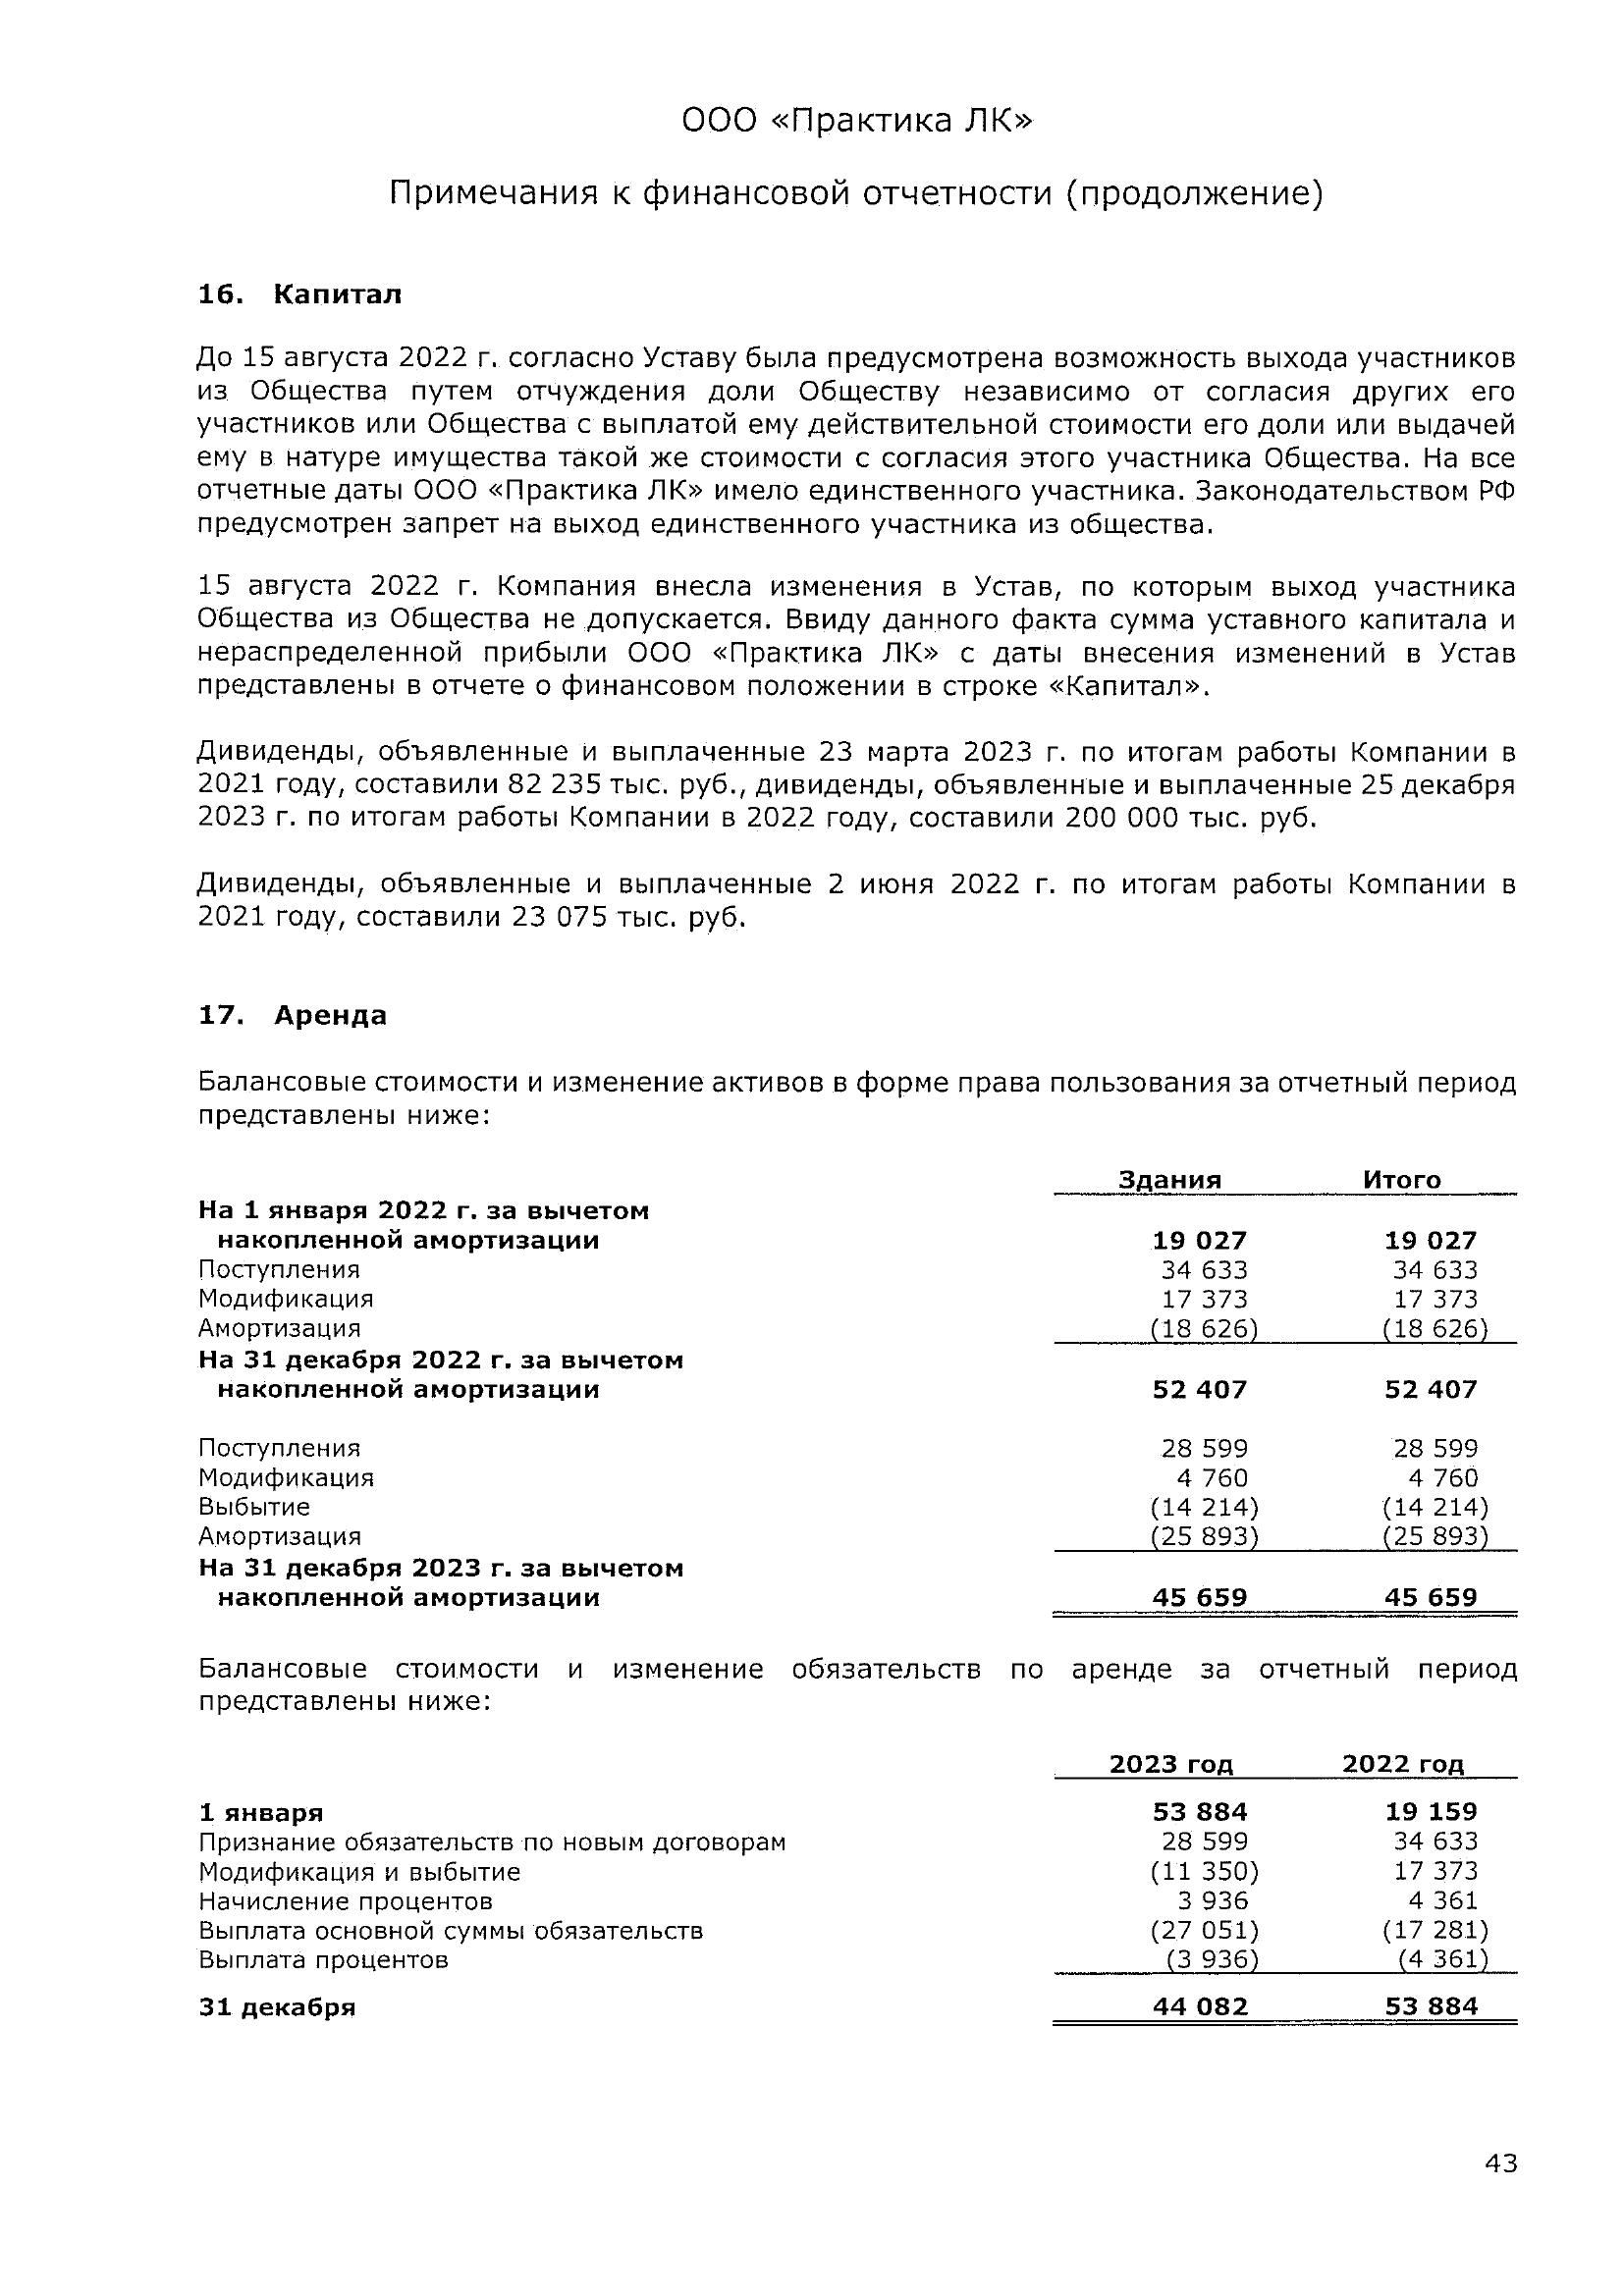 ООО «Практика ЛК»
Примечания к финансовой отчетности (продолжение)
16. Капитал
До 15 августа 2022 г. согласно Уставу была предусмотрена возможность выхода участников
из Общества путем отчуждения доли Обществу независимо от согласия других его
участников или Общества с выплатой ему действительной стоимости его доли или выдачей
ему в натуре имущества такой же стоимости с согласия этого участника Общества. На все
отчетные даты ООО «Практика ЛК» имело единственного участника. Законодательством РФ
предусмотрен запрет на выход единственного участника из общества.
15 августа 2022 г. Компания внесла изменения в Устав, по которым выход участника
Общества из Общества не допускается. Ввиду данного факта сумма уставного капитала и
нераспределенной прибыли ООО «Практика ЛК» с даты внесения изменений в Устав
представлены в отчете о финансовом положении в строке «Капитал».
Дивиденды, объявленные и выплаченные 23 марта 2023 г. по итогам работы Компании в
2021 году, составили 82 235 тыс. руб., дивиденды, объявленные и выплаченные 25 декабря
2023 г. по итогам работы Компании в 2022 году, составили 200 000 тыс. руб.
Дивиденды, объявленные и выплаченные 2 июня 2022 г. по итогам работы Компании в
2021 году, составили 23 075 тыс. руб.
17. Аренда
Балансовые стоимости и изменение активов в форме права пользования за отчетный период
представлены ниже:
Здания Итого
На 1 января 2022 г. за вычетом
накопленной амортизации 19 027 19 027
Поступления 34 633 34 633
Модификация 17 373 17 373
Амортизация (18 626) (18 626)
На 31 декабря 2022 г. за вычетом
накопленной амортизации 52 407 52 407
Поступления 28 599 28 599
Модификация 4 760 4 760
Выбытие (14 214) (14 214)
Амортизация (25 893) (25 893)
На 31 декабря 2023 г. за вычетом
накопленной амортизации 45 659 45 659
Балансовые стоимости и изменение обязательств по аренде за отчетный период
представлены ниже:
2023 год 2022 год
1 января 53 884 19 159
Признание обязательств по новым договорам 28 599 34 633
Модификация и выбытие (11 350) 17 373
Начисление процентов 3 936 4 361
Выплата основной суммы обязательств (27 051) (17 281)
Выплата процентов (3 936) (4 361)
31 декабря 44 082 53 884
43